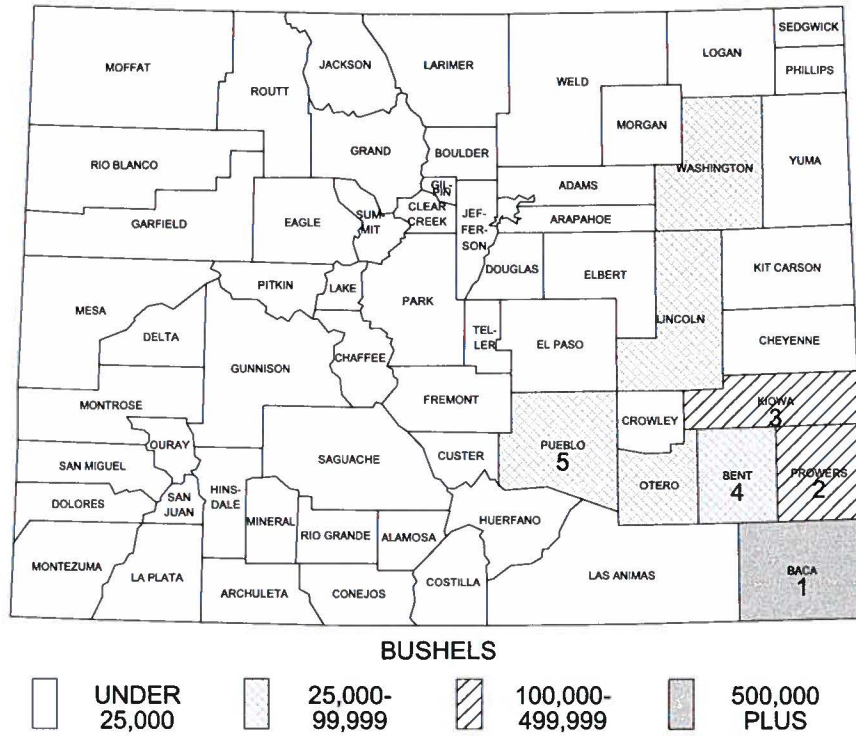 SEDGWICK
LOGAN
PHILLIPS
MOFFAT
ROUTT
JACKSON
LARIMER
WELD
MORGAN
WASHINGTON
YUMA
RIO BLANCO
GRAND
BOULDER
GIL-
PIN
ADAMS
GARFIELD
EAGLE
SUM-
MIT
CLEAR
CREEK
JEF-
FER-
SON
ARAPAHOE
DOUGLAS
ELBERT
KIT CARSON
MESA
PITKIN
LAKE
PARK
LINCOLN
DELTA
GUNNISON
CHAFFEE
TEL-
LER
EL PASO
CHEYENNE
MONTROSE
FREMONT
CROWLEY
KIOWA
3
OURAY
SAN MIGUEL
SAGUACHE
CUSTER
PUEBLO
5
OTERO
BENT
4
PROWERS
2
DOLORES
SAN
JUAN
HINS-
DALE
MINERAL
RIO GRANDE
ALAMOSA
HUERFANO
MONTEZUMA
LA PLATA
ARCHULETA
CONEJOS
COSTILLA
LAS ANIMAS
BACA
1
BUSHELS
UNDER
25,000
25,000-
99,999
100,000-
499,999
500,000
PLUS